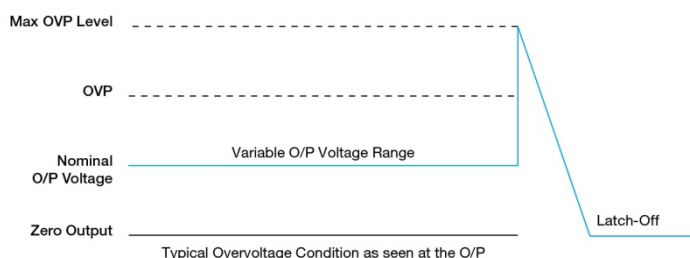 Max OVP Level
OVP
Variable O/P Voltage Range
Nominal
O/P Voltage
Latch-Off
Zero Output
Typical Overvoltage Condition as seen at the O/P